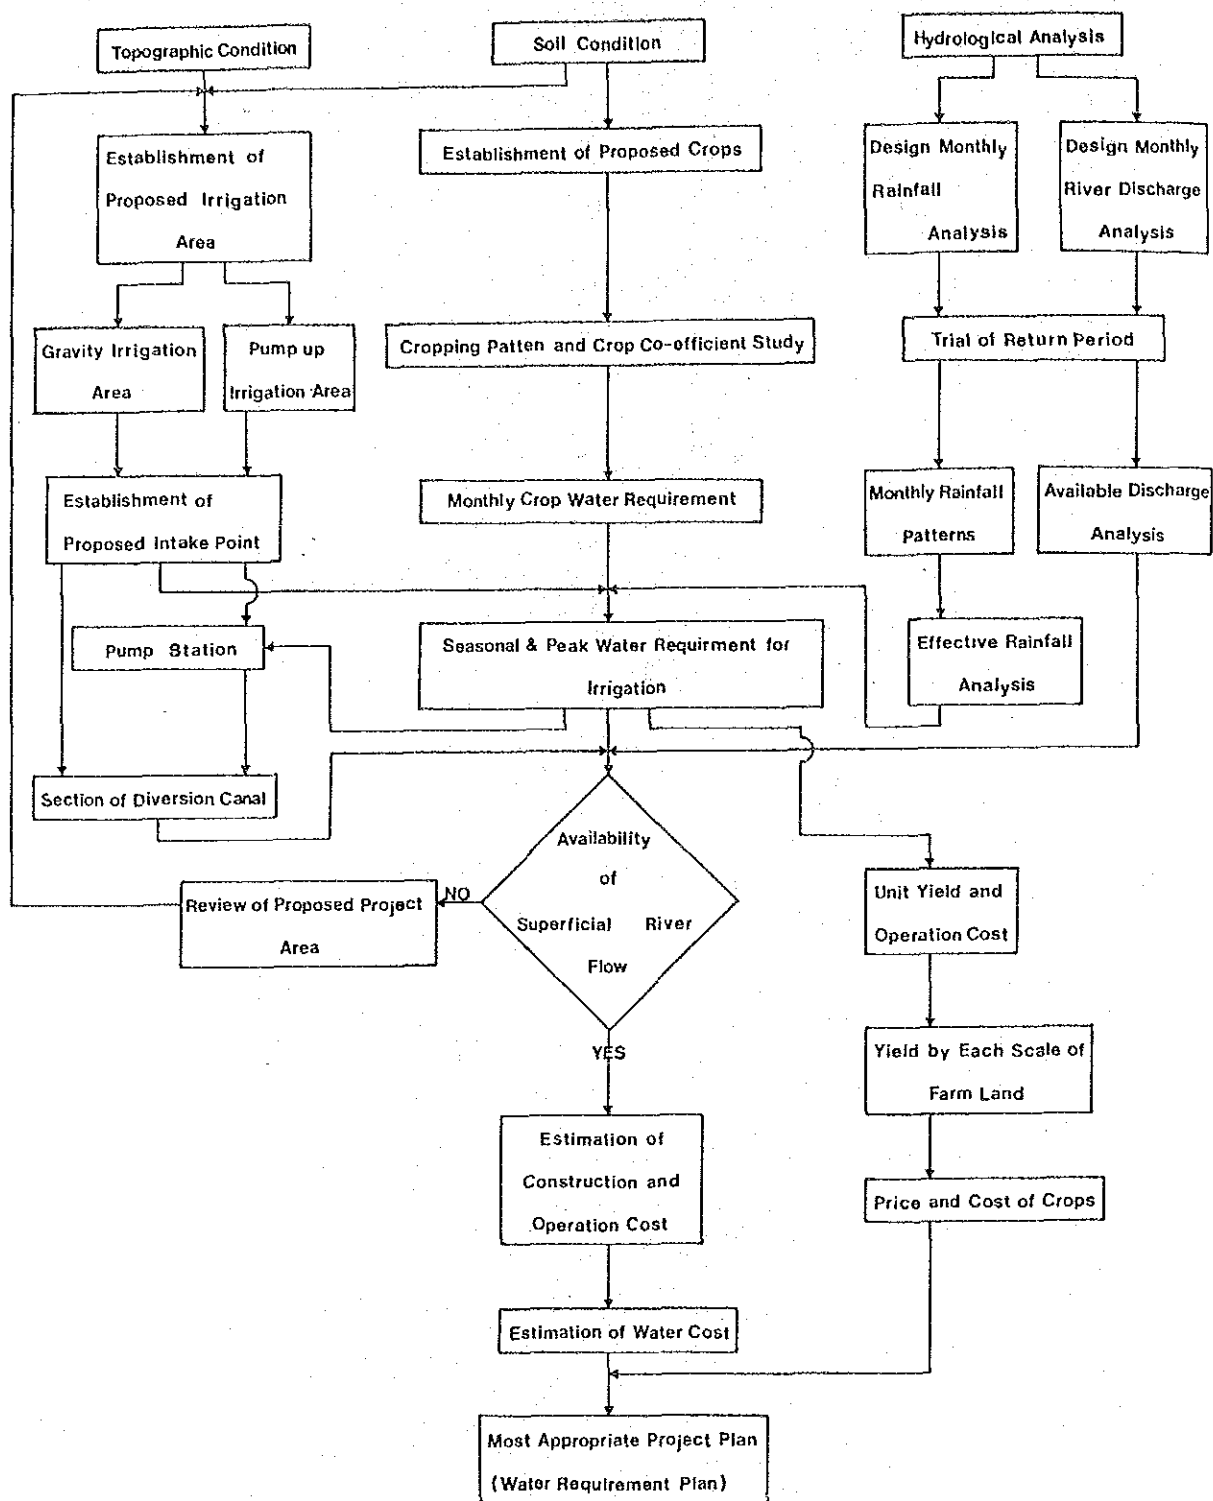 Topographic Condition
Soil Condition
Hydrological Analysis
Establishment of
Proposed Irrigation
Area
Establishment of Proposed Crops
Design Monthly
Rainfall
Analysis
Design Monthly
River Discharge
Analysis
Gravity Irrigation
Area
Pump up
Irrigation Area
Cropping Patten and Crop Co-officient Study
Trial of Return Period
Establishment of
Proposed Intake Point
Monthly Crop Water Requirement
Monthly Rainfall
Patterns
Available Discharge
Analysis
Pump Station
Seasonal & Peak Water Requirment for
Irrigation
Effective Rainfall
Analysis
Section of Diversion Canal
Availability
of
Superficial River
Flow
NO
Review of Proposed Project
Area
Unit Yield and
Operation Cost
YES
Yield by Each Scale of
Farm Land
Estimation of
Construction and
Operation Cost
Price and Cost of Crops
Estimation of Water Cost
Most Appropriate Project Plan
(Water Requirement Plan)